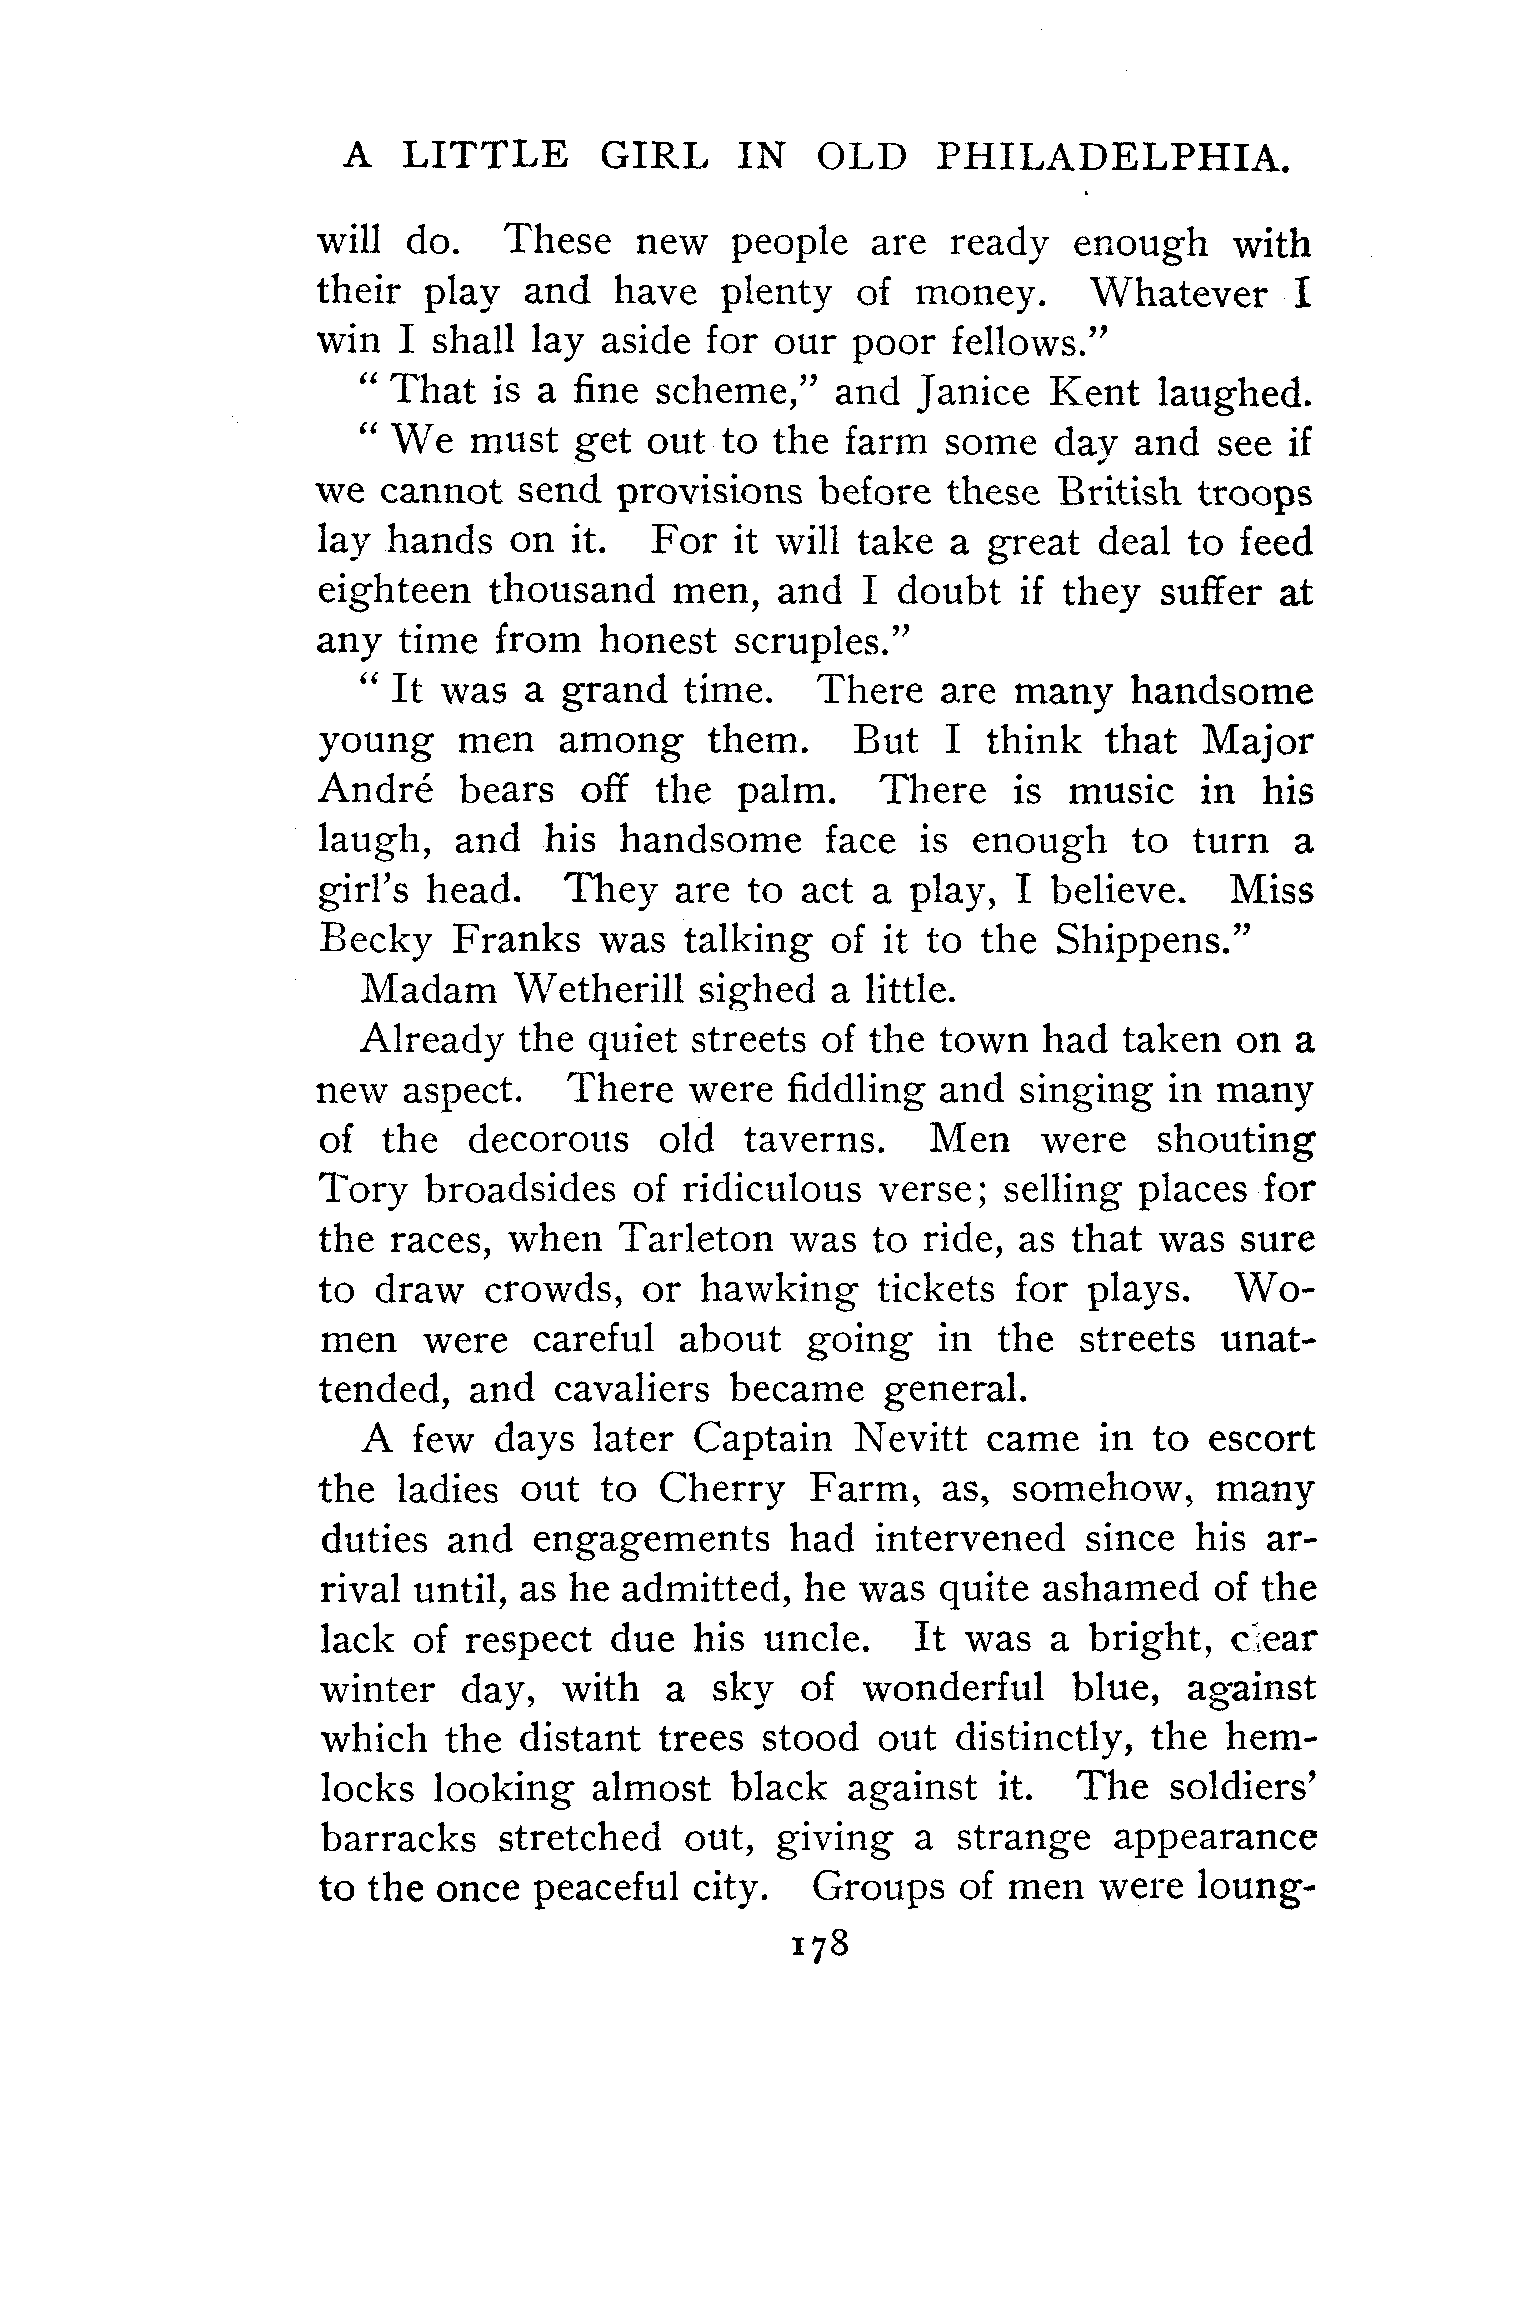 A LITTLE GIRL IN OLD PHILADELPHIA.
will do. These new people are ready enough with
their play and have plenty of money. Whatever I
win I shall lay aside for our poor fellows."
"That is a fine scheme," and Janice Kent laughed.
"We must get out to the farm some day and see if
we cannot send provisions before these British troops
lay hands on it. For it will take a great deal to feed
eighteen thousand men, and I doubt if they suffer at
any time from honest scruples."
"It was a grand time. There are many handsome
young men among them. But I think that Major
André bears off the palm. There is music in his
laugh, and his handsome face is enough to turn a
girl's head. They are to act a play, I believe. Miss
Becky Franks was talking of it to the Shippens."
Madam Wetherill sighed a little.
Already the quiet streets of the town had taken on a
new aspect. There were fiddling and singing in many
of the decorous old taverns. Men were shouting
Tory broadsides of ridiculous verse; selling places for
the races, when Tarleton was to ride, as that was sure
to draw crowds, or hawking tickets for plays. Wo-
men were careful about going in the streets unat-
tended, and cavaliers became general.
A few days later Captain Nevitt came in to escort
the ladies out to Cherry Farm, as, somehow, many
duties and engagements had intervened since his ar-
rival until, as he admitted, he was quite ashamed of the
lack of respect due his uncle. It was a bright, clear
winter day, with a sky of wonderful blue, against
which the distant trees stood out distinctly, the hem-
locks looking almost black against it. The soldiers'
barracks stretched out, giving a strange appearance
to the once peaceful city. Groups of men were loung-
178